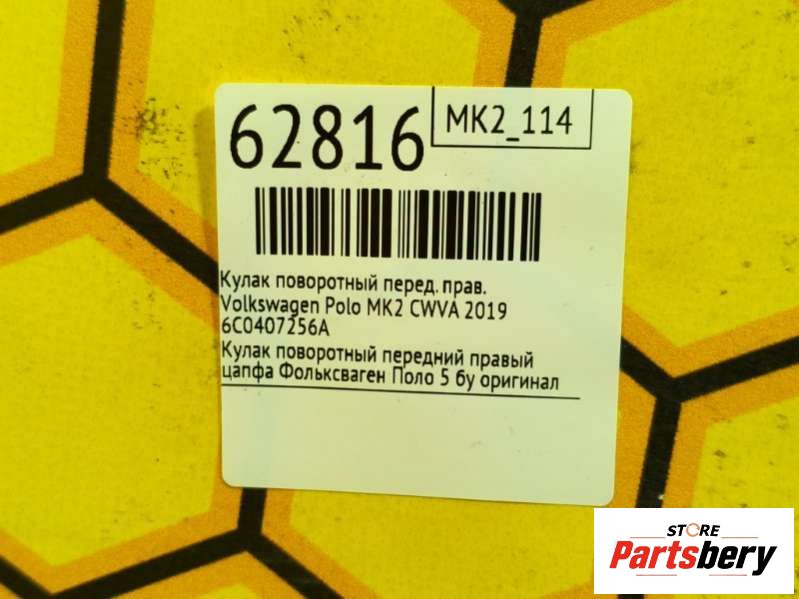 62816
MK2_114
Кулак поворотный перед. прав.
Volkswagen Polo MK2 CWVA 2019
6C0407256A
Кулак поворотный передний правый
цапфа Фольксваген Поло 5 бу оригинал
STORE
Partsbery